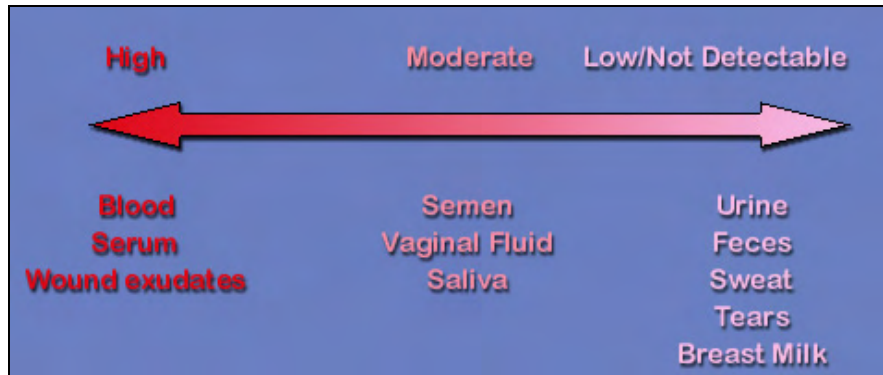 High Moderate Low/Not Detectable
Blood Semen Urine
Serum Vaginal Fluid Feces
Wound exudates Saliva Sweat
Tears
Breast Milk